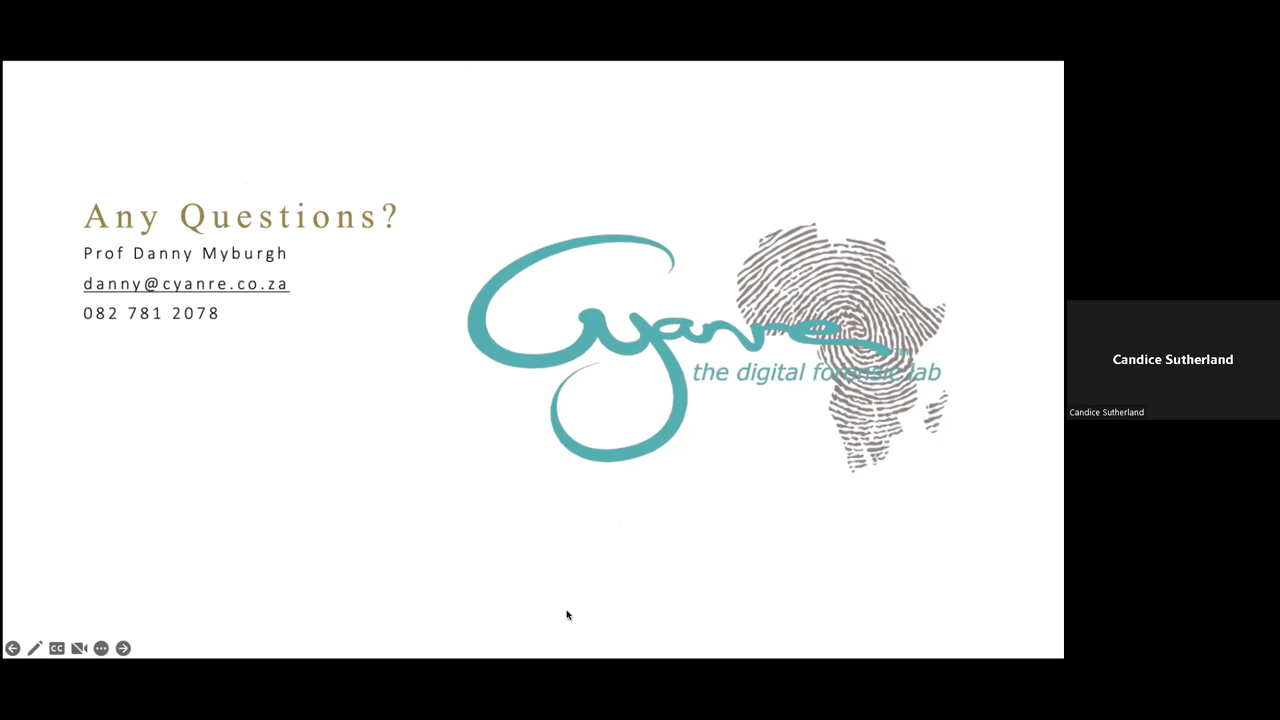 Any Questions?
Prof Danny Myburgh
danny@cyanre.co.za
082 781 2078
Cyanre
the digital forensic lab
CC
Candice Sutherland
Candice Sutherland